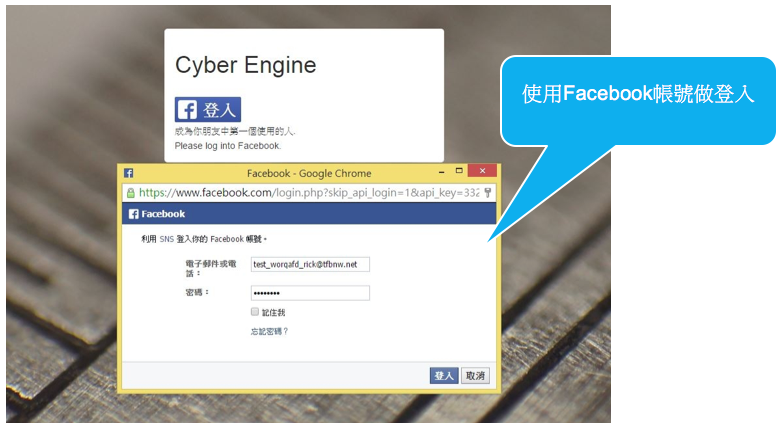 Cyber Engine
登入
成為你朋友中第一個使用的人.
Please log into Facebook.
使用Facebook帳號做登入
Facebook - Google Chrome
https://www.facebook.com/login.php?skip_api_login=1&api_key=332
Facebook
利用 SNS 登入你的 Facebook 帳號。
電子郵件或電
話：
test_worqafd_rick@tfbnw.net
密碼：
••••••••
記住我
忘記密碼？
登入 取消